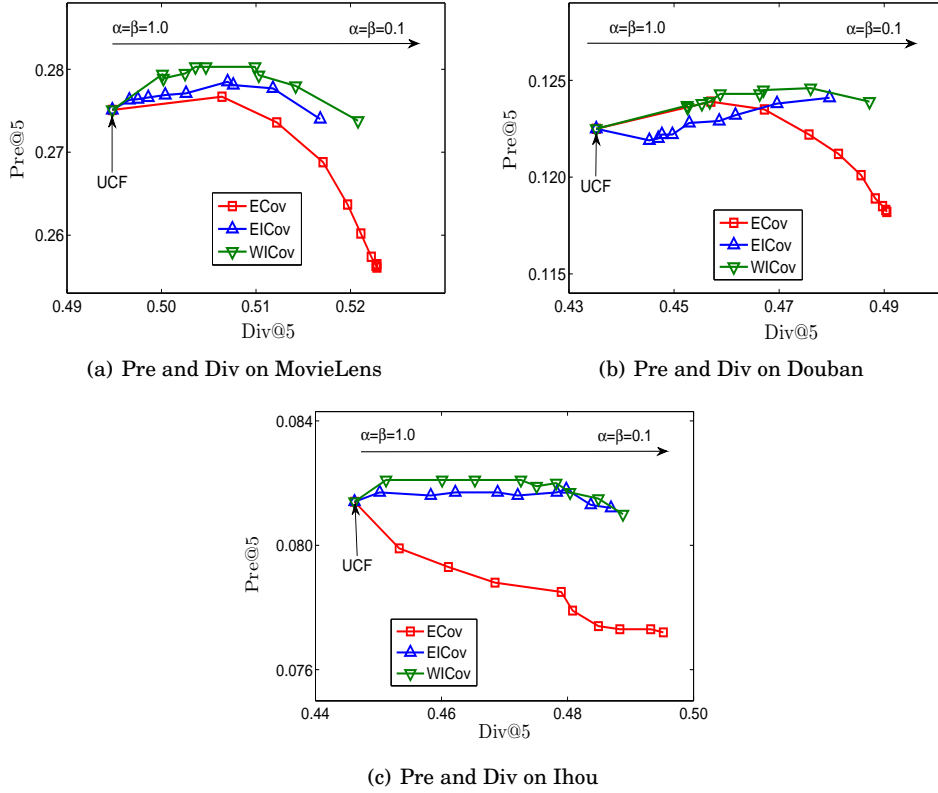 α=β=1.0 α=β=0.1
0.28
0.27
0.26
Pre@5
UCF
ECov
EICov
WICov
0.49 0.50 0.51 0.52
Div@5
(a) Pre and Div on MovieLens
α=β=1.0 α=β=0.1
0.125
0.120
0.115
Pre@5
UCF
ECov
EICov
WICov
0.43 0.45 0.47 0.49
Div@5
(b) Pre and Div on Douban
α=β=1.0 α=β=0.1
0.084
0.080
0.076
Pre@5
UCF
ECov
EICov
WICov
0.44 0.46 0.48 0.50
Div@5
(c) Pre and Div on Ihou